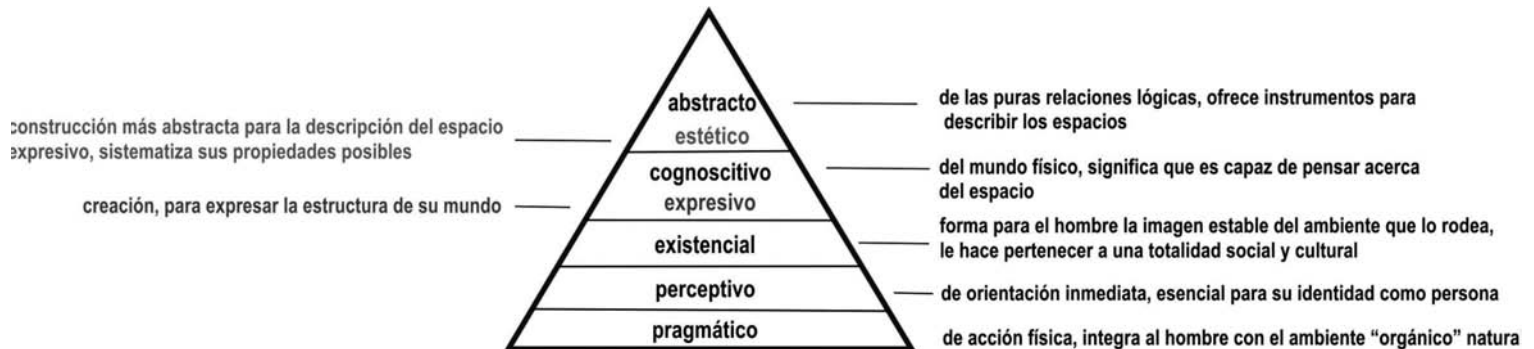 abstracto
estético
cognoscitivo
expresivo
existencial
perceptivo
pragmático
construcción más abstracta para la descripción del espacio
expresivo, sistematiza sus propiedades posibles
creación, para expresar la estructura de su mundo
de las puras relaciones lógicas, ofrece instrumentos para
describir los espacios
del mundo físico, significa que es capaz de pensar acerca
del espacio
forma para el hombre la imagen estable del ambiente que lo rodea,
le hace pertenecer a una totalidad social y cultural
de orientación inmediata, esencial para su identidad como persona
de acción física, integra al hombre con el ambiente “orgánico” natura